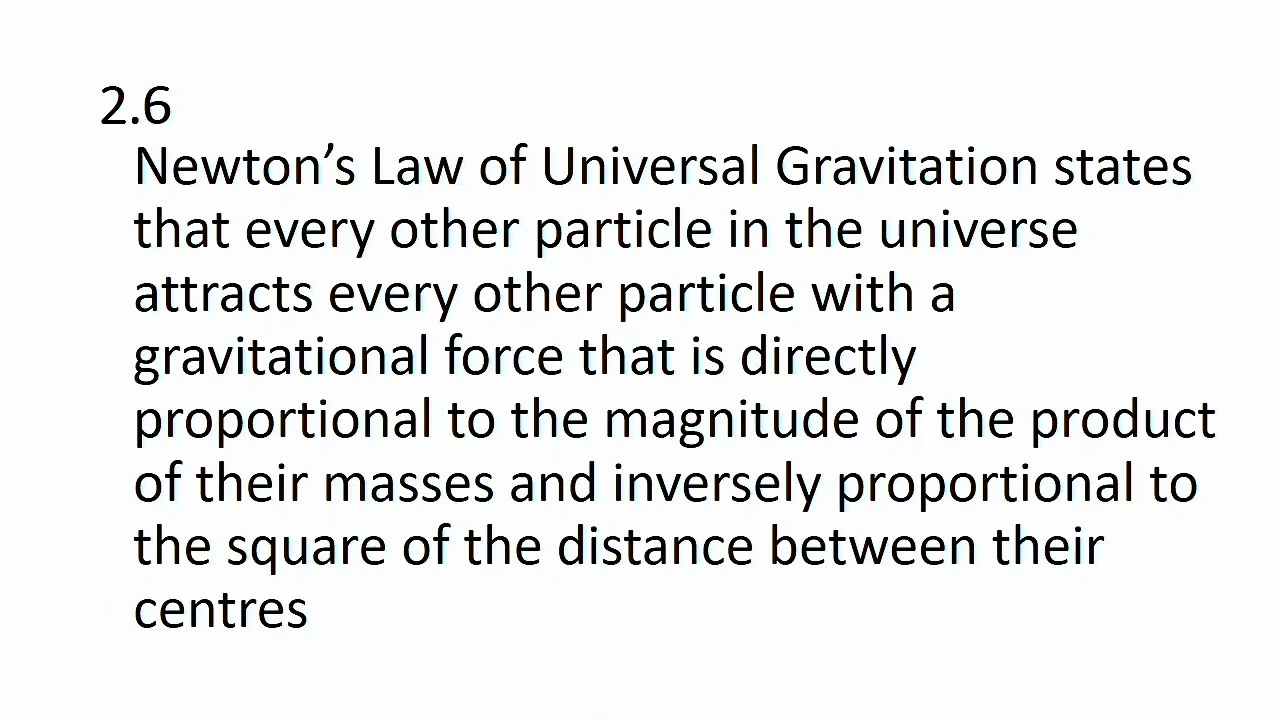 2.6
Newton’s Law of Universal Gravitation states
that every other particle in the universe
attracts every other particle with a
gravitational force that is directly
proportional to the magnitude of the product
of their masses and inversely proportional to
the square of the distance between their
centres